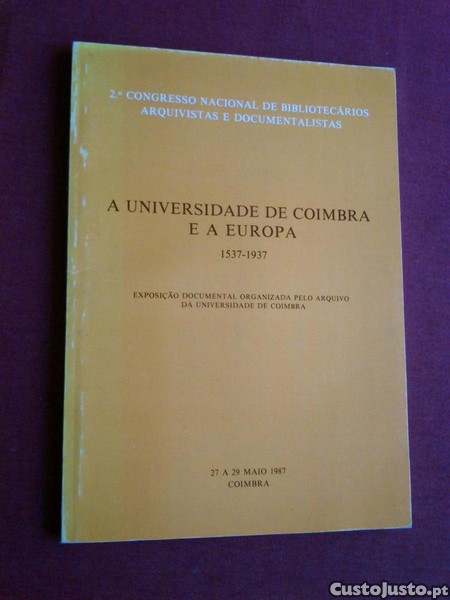 2.º CONGRESSO NACIONAL DE BIBLIOTECÁRIOS
ARQUIVISTAS E DOCUMENTALISTAS
A UNIVERSIDADE DE COIMBRA
E A EUROPA
1537-1937
EXPOSIÇÃO DOCUMENTAL ORGANIZADA PELO ARQUIVO
DA UNIVERSIDADE DE COIMBRA
27 A 29 MAIO 1987
COIMBRA
CustoJusto.pt